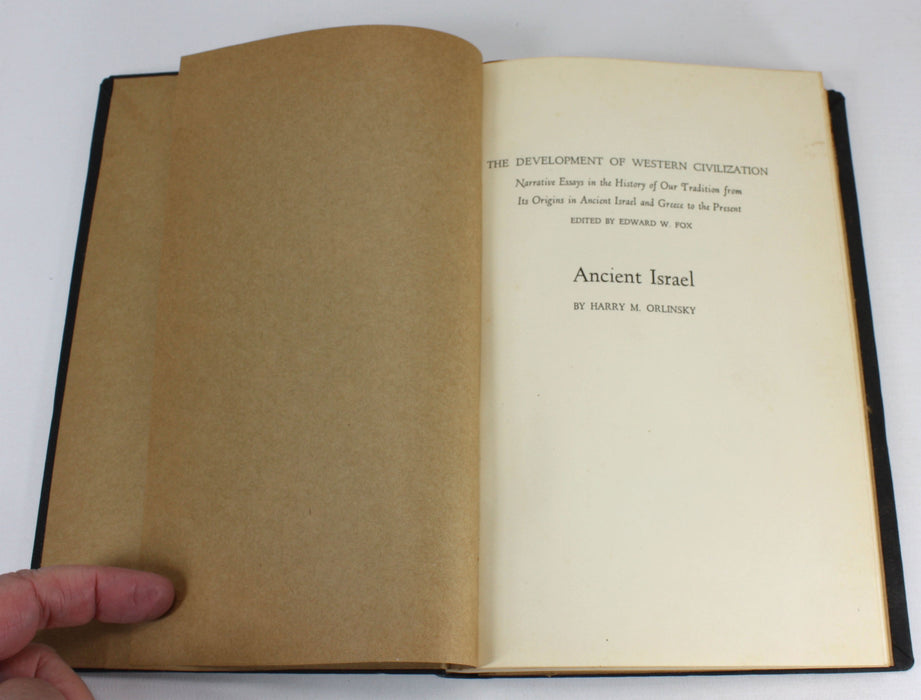 THE DEVELOPMENT OF WESTERN CIVILIZATION
Narrative Essays in the History of Our Tradition from
Its Origins in Ancient Israel and Greece to the Present
EDITED BY EDWARD W. FOX
Ancient Israel
BY HARRY M. ORLINSKY